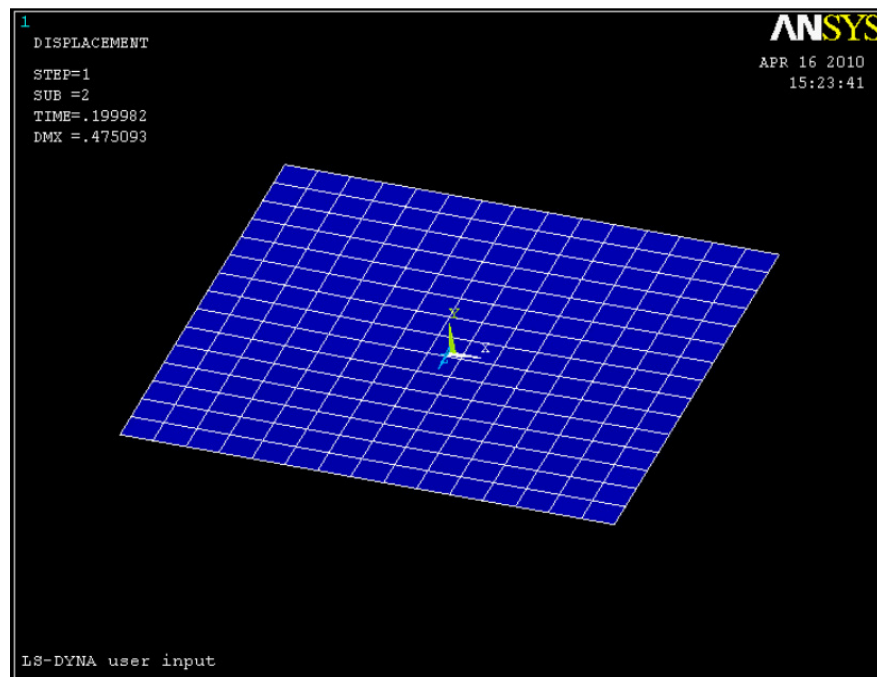 1
ANSYS
DISPLACEMENT
APR 16 2010
STEP=1
15:23:41
SUB =2
TIME=.199982
DMX =.475093
Y
X
Z
LS-DYNA user input